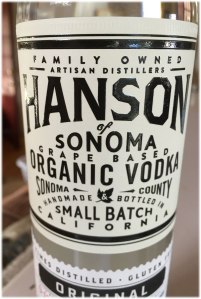 FAMILY OWNED
ARTISAN DISTILLERS
HANSON
of
SONOMA
GRAPE BASED
ORGANIC VODKA
SONOMA COUNTY
HANDMADE & BOTTLED IN
SMALL BATCH
CALIFORNIA
DISTILLED · GLUTEN
ORIGINAL